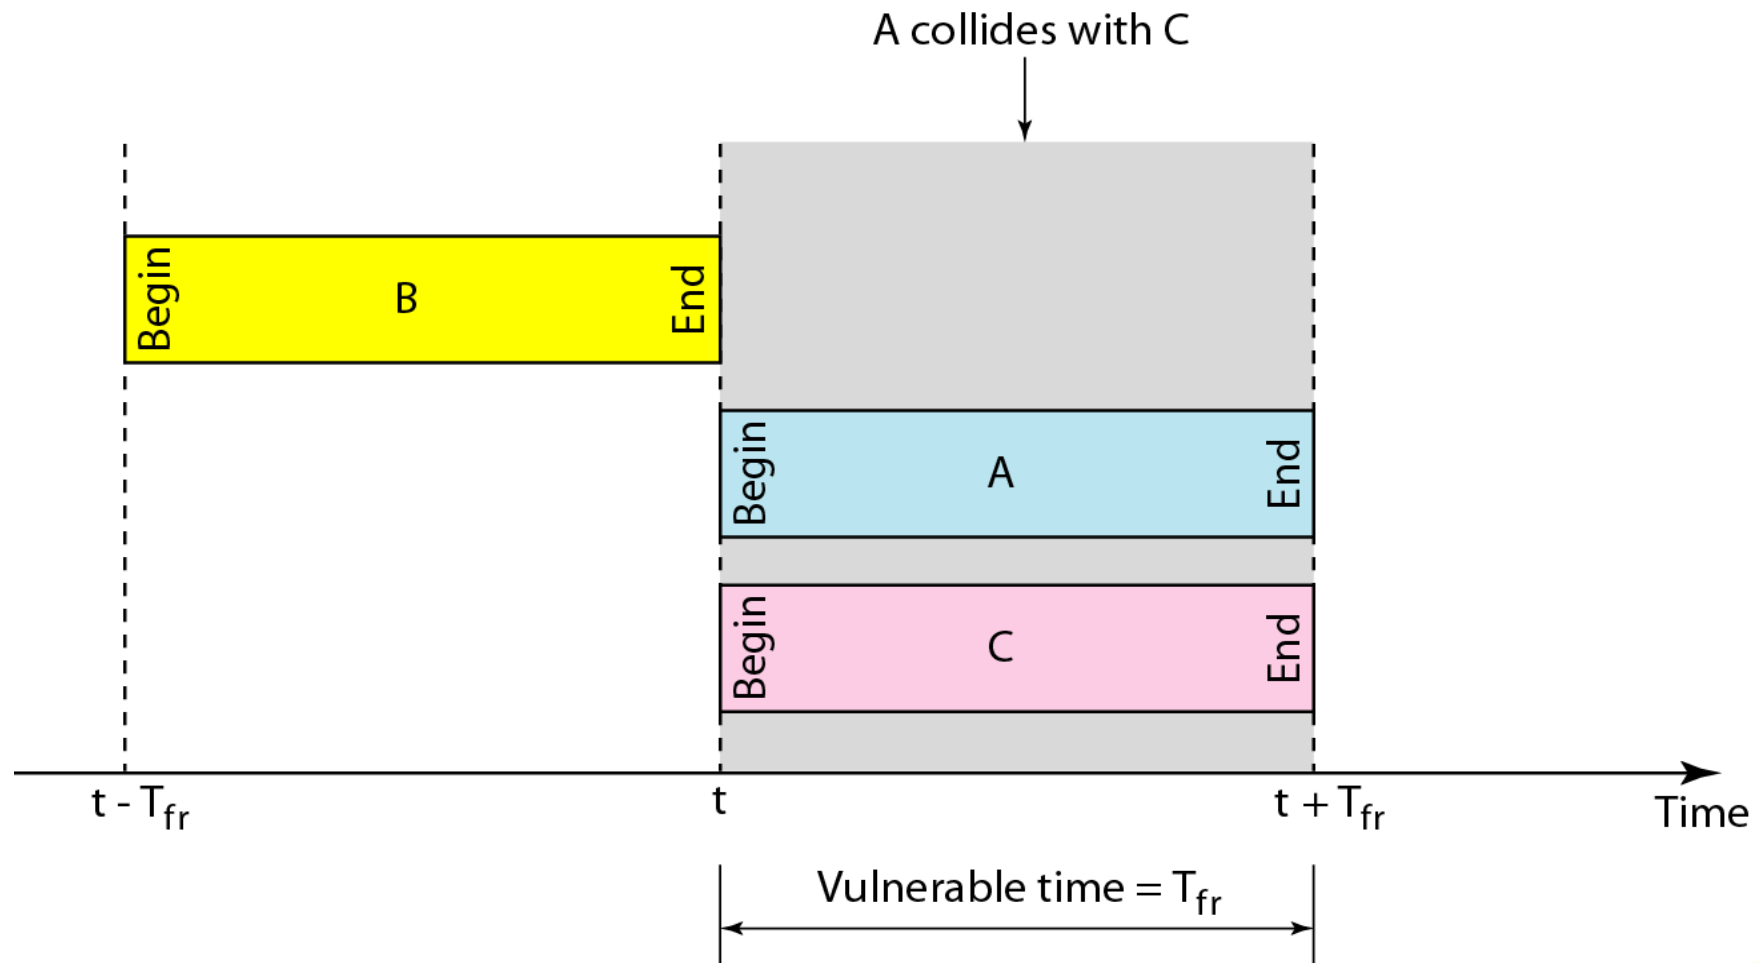 A collides with C
Begin B End
Begin A End
Begin C End
t - Tfr t t + Tfr Time
Vulnerable time = Tfr